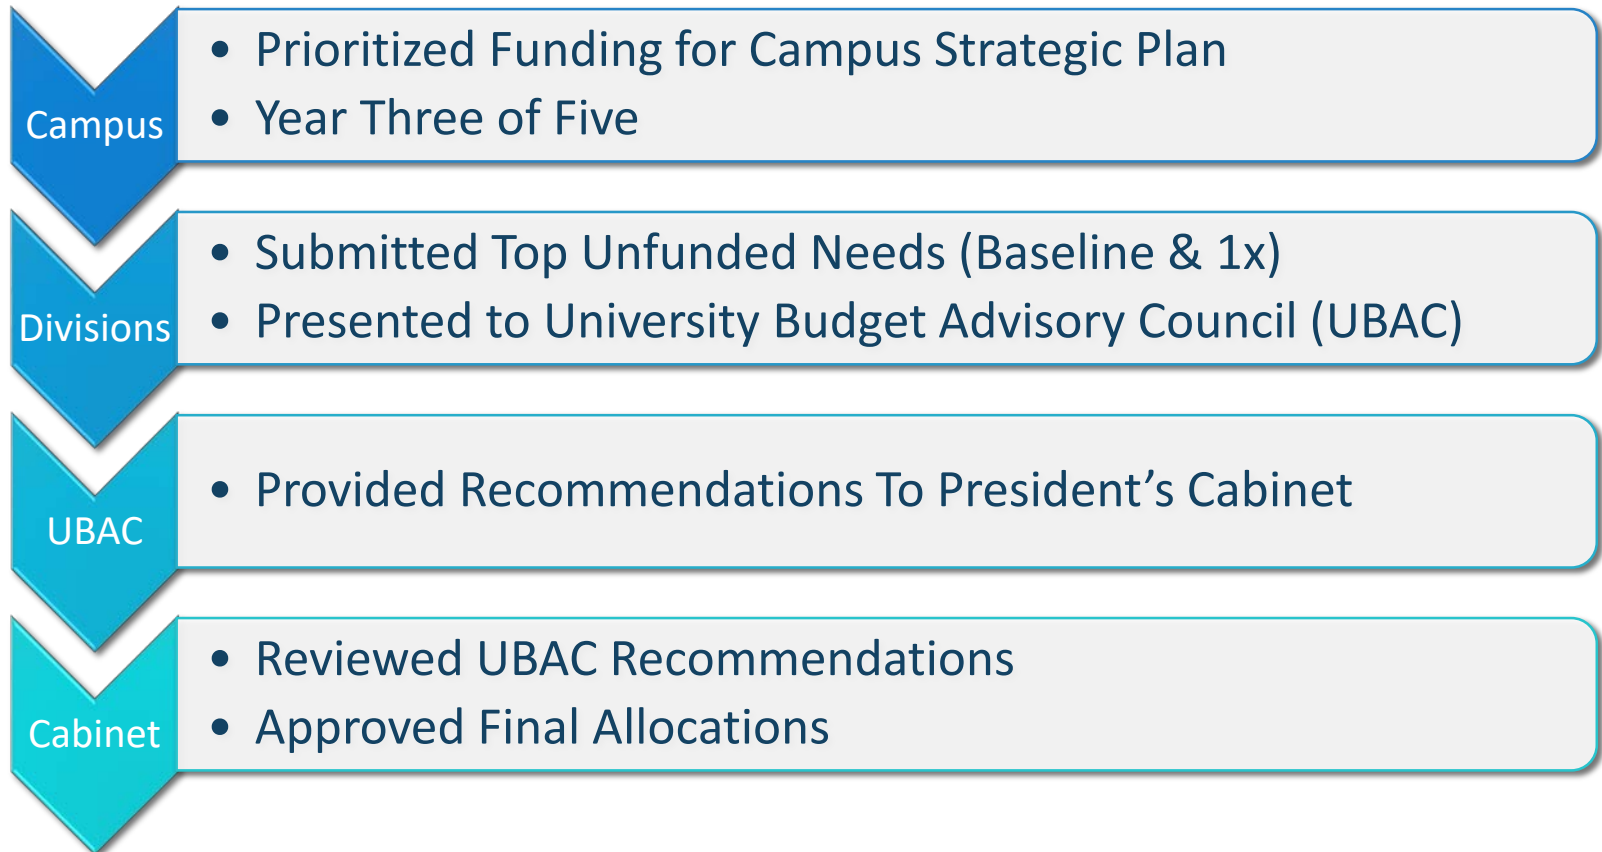 Campus
• Prioritized Funding for Campus Strategic Plan
• Year Three of Five
Divisions
• Submitted Top Unfunded Needs (Baseline & 1x)
• Presented to University Budget Advisory Council (UBAC)
UBAC
• Provided Recommendations To President’s Cabinet
Cabinet
• Reviewed UBAC Recommendations
• Approved Final Allocations